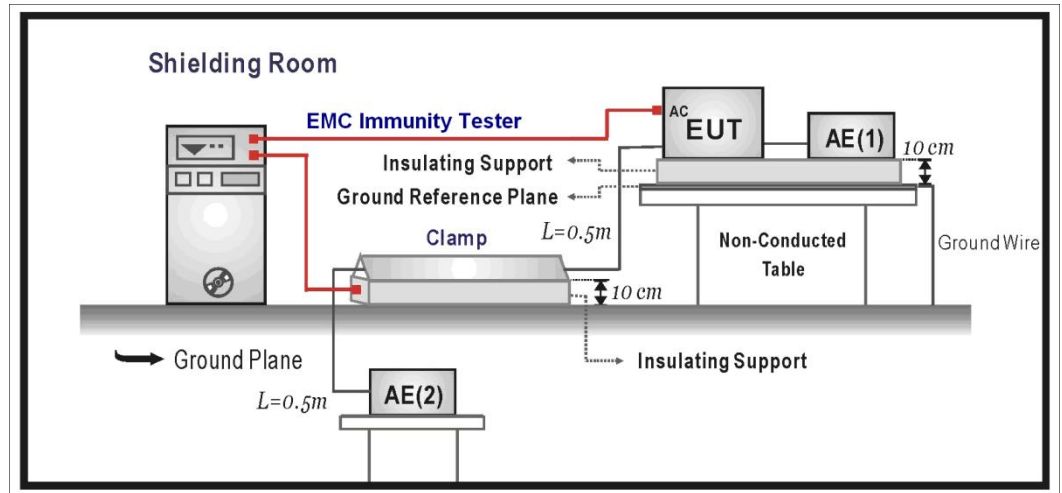 Shielding Room
EMC Immunity Tester
AC
EUT
AE(1)
10 cm
Insulating Support
Ground Reference Plane
L=0.5m
Clamp
Non-Conducted
Table
Ground Wire
10 cm
Ground Plane
Insulating Support
L=0.5m
AE(2)